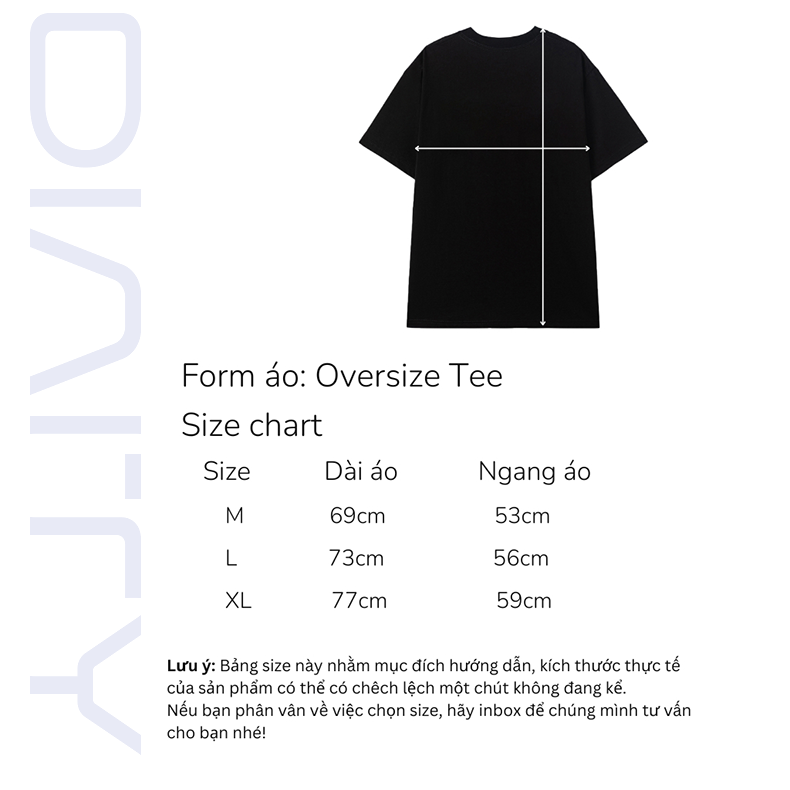 Form áo: Oversize Tee
Size chart
Size Dài áo Ngang áo
M 69cm 53cm
L 73cm 56cm
XL 77cm 59cm
Lưu ý: Bảng size này nhằm mục đích hướng dẫn, kích thước thực tế
của sản phẩm có thể có chêch lệch một chút không đang kể.
Nếu bạn phân vân về việc chọn size, hãy inbox để chúng mình tư vấn
cho bạn nhé!